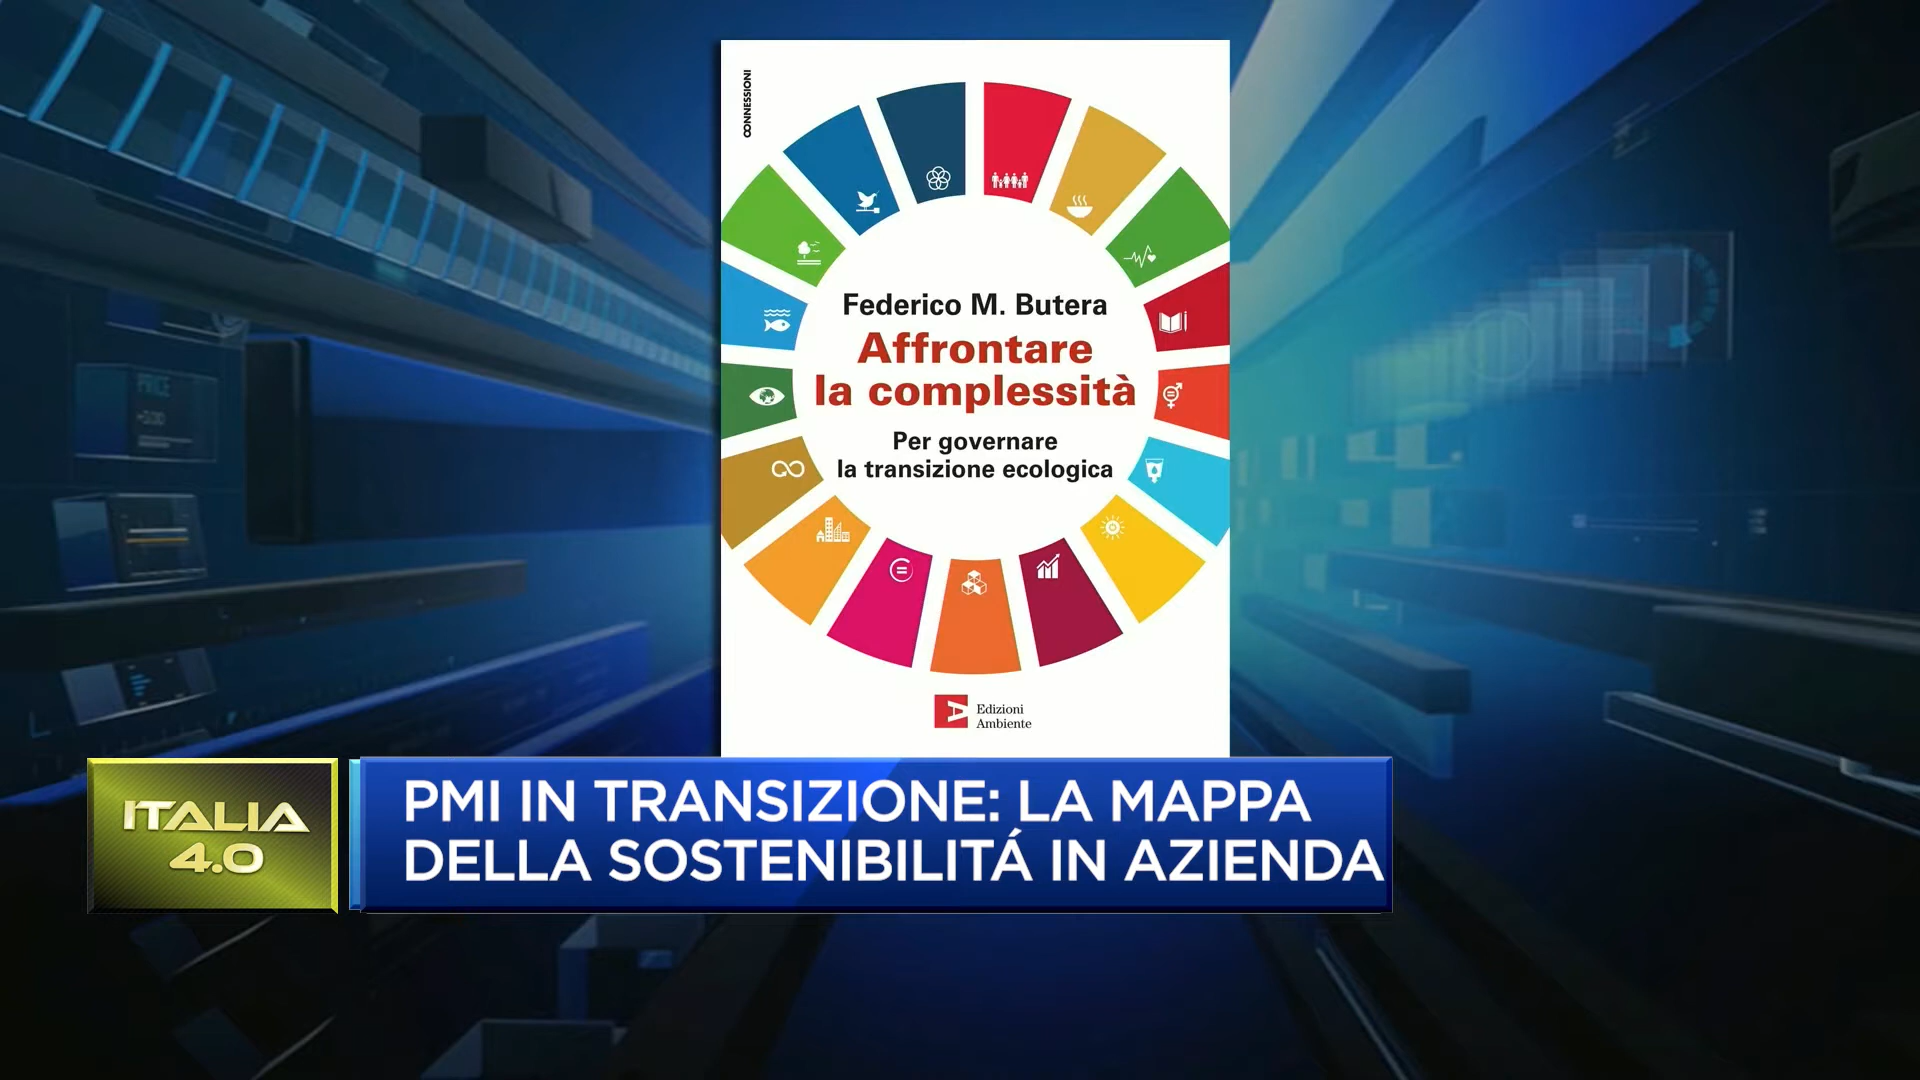 CONNESSIONI
Federico M. Butera
Affrontare
la complessità
Per governare
la transizione ecologica
Edizioni
Ambiente
PRICE
ITALIA
4.0
PMI IN TRANSIZIONE: LA MAPPA
DELLA SOSTENIBILITÁ IN AZIENDA